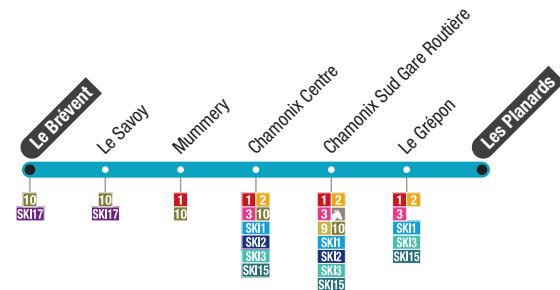 Le Brévent
Le Savoy
Mummery
Chamonix Centre
Chamonix Sud Gare Routière
Le Grépon
Les Planards
10
SKI17
10
SKI17
1
10
1 2
3 10
SKI1
SKI2
SKI3
SKI15
1 2
3
9 10
SKI1
SKI2
SKI3
SKI15
1 2
3
SKI1
SKI3
SKI15